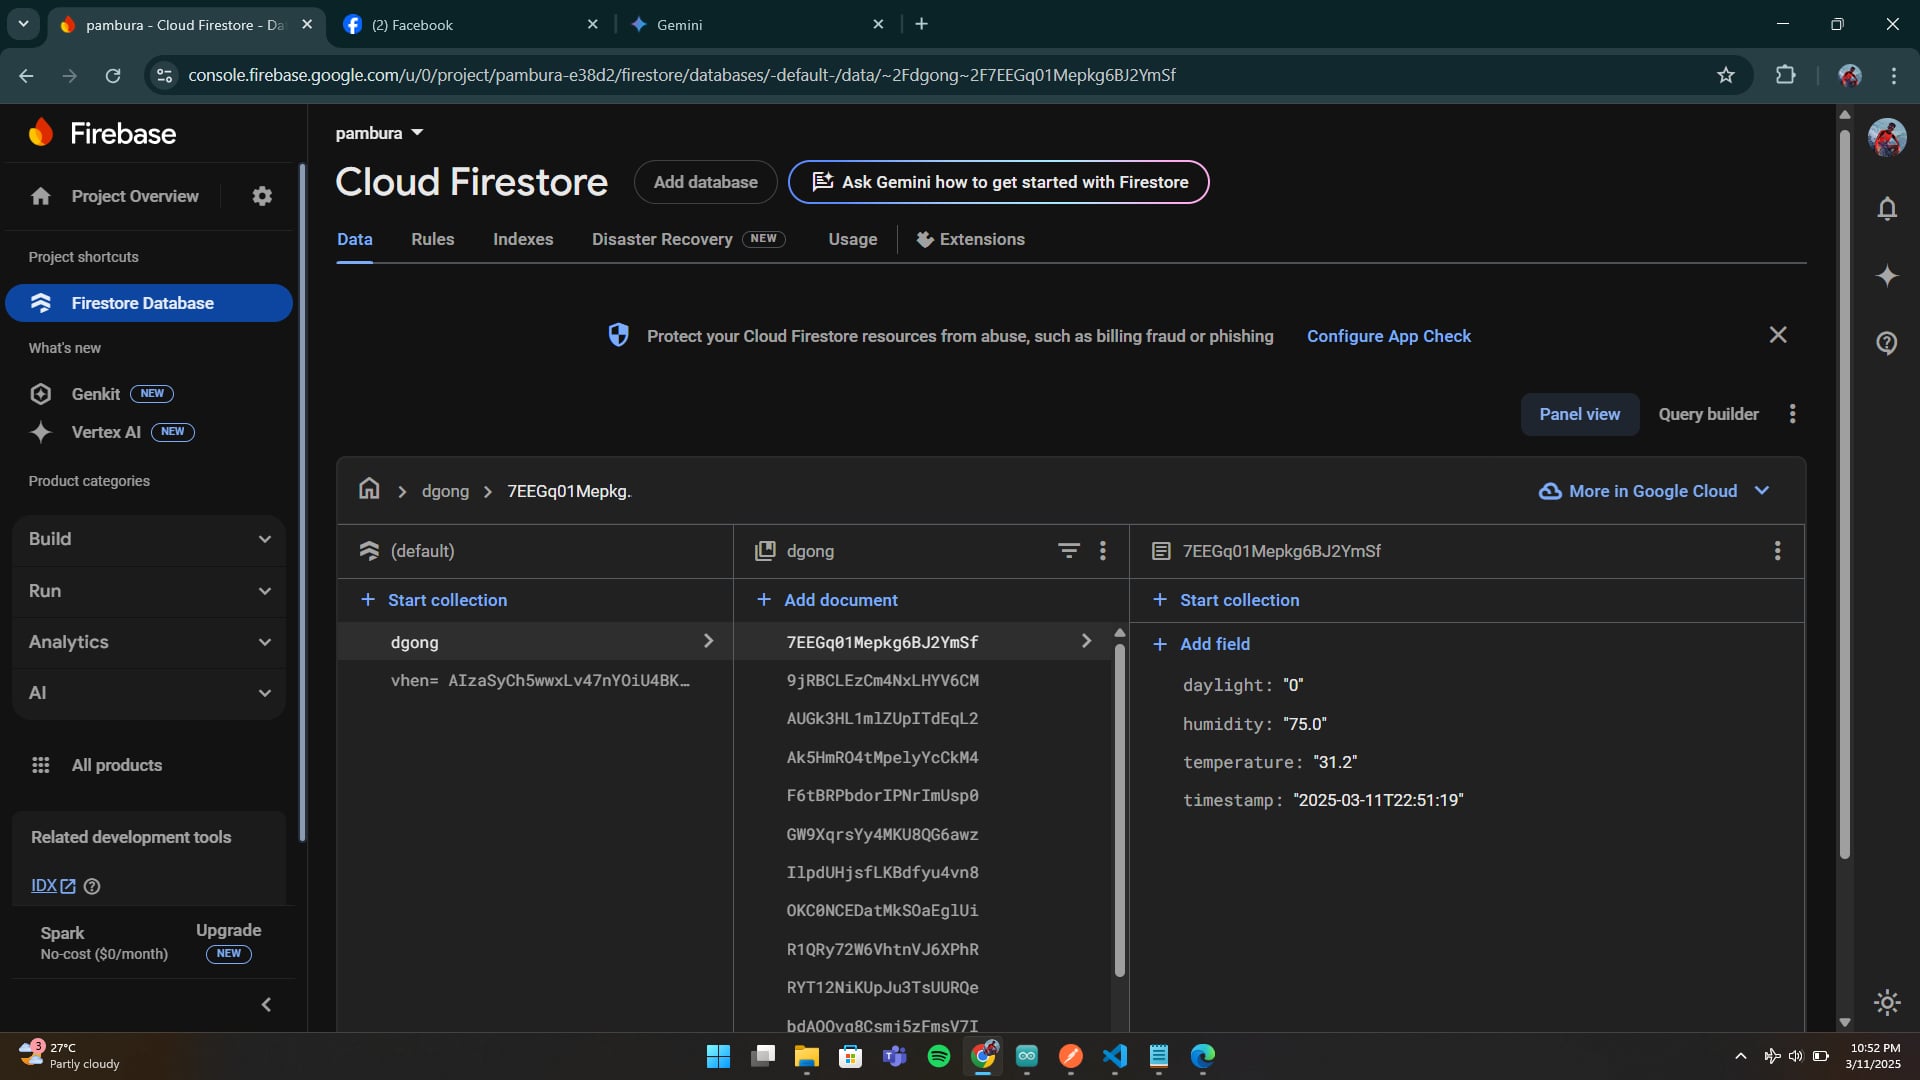 pambura - Cloud Firestore - Da
(2) Facebook
Gemini
console.firebase.google.com/u/0/project/pambura-e38d2/firestore/databases/-default-/data/~2Fdgong~2F7EEGq01Mepkg6BJ2YmSf
Firebase
Project Overview
Project shortcuts
Firestore Database
What's new
Genkit NEW
Vertex AI NEW
Product categories
Build
Run
Analytics
AI
All products
Related development tools
IDX
Spark
No-cost ($0/month)
Upgrade
NEW
pambura
Cloud Firestore
Add database
Ask Gemini how to get started with Firestore
Data
Rules
Indexes
Disaster Recovery NEW
Usage
Extensions
Protect your Cloud Firestore resources from abuse, such as billing fraud or phishing
Configure App Check
Panel view
Query builder
dgong
7EEGq01Mepkg.
More in Google Cloud
(default)
Start collection
dgong
vhen= AIzaSyCh5wwxLv47nYOiU4BK…
dgong
Add document
7EEGq01Mepkg6BJ2YmSf
9jRBCLEzCm4NxLHYV6CM
AUGk3HL1mlZUpITdEqL2
Ak5HmRO4tMpelyYcCkM4
F6tBRPbdorIPNrImUsp0
GW9XqrsYy4MKU8QG6awz
IlpdUHjsfLKBdfyu4vn8
OKC0NCEDatMkSOaEglUi
R1QRy72W6VhtnVJ6XPhR
RYT12NiKUpJu3TsUURQe
bdAOOvg8Csmj5zFmsV7I
7EEGq01Mepkg6BJ2YmSf
Start collection
Add field
daylight: "0"
humidity: "75.0"
temperature: "31.2"
timestamp: "2025-03-11T22:51:19"
3
27°C
Partly cloudy
10:52 PM
3/11/2025